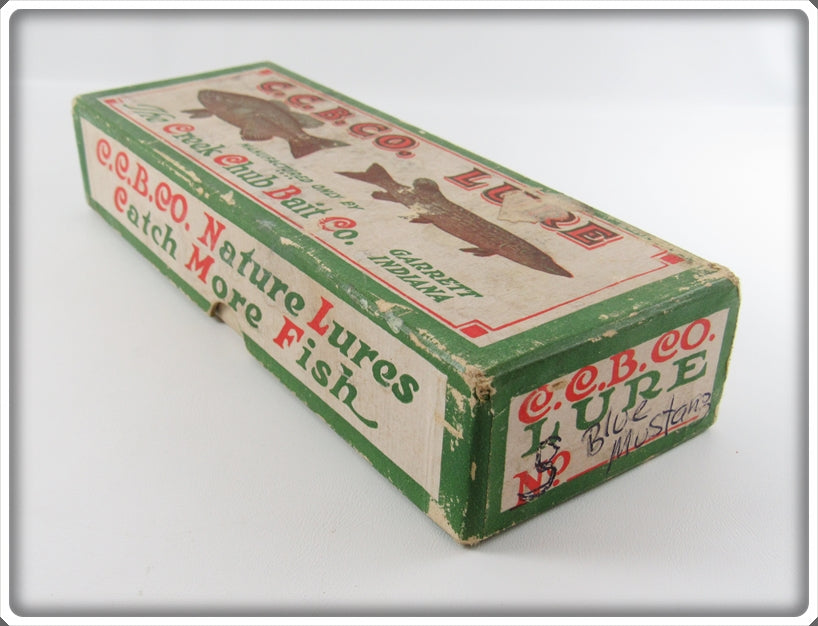 C.C.B.CO. LURE
The Creek Chub Bait Co.
MANUFACTURED ONLY BY
GARRETT
INDIANA
C.C.B.CO. Nature Lures
Catch More Fish
C.C.B.CO.
LURE
No.
Blue
Mustang